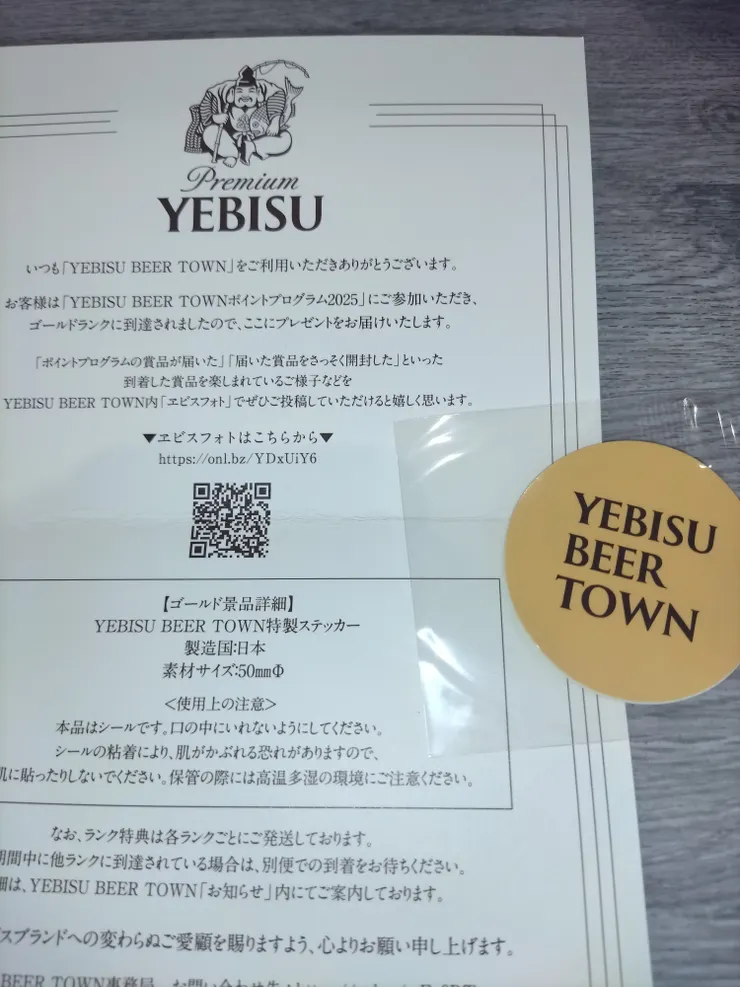 Premium
YEBISU
いつも「YEBISU BEER TOWN」をご利用いただきありがとうございます。
お客様は「YEBISU BEER TOWNポイントプログラム2025」にご参加いただき、
ゴールドランクに到達されましたので、ここにプレゼントをお届けいたします。
「ポイントプログラムの賞品が届いた」「届いた賞品をさっそく開封した」といった
到着した賞品を楽しまれているご様子などを
YEBISU BEER TOWN内「ヱビスフォト」でぜひご投稿していただけると嬉しく思います。
▼ヱビスフォトはこちらから▼
https://onl.bz/YDxUiY6
【ゴールド景品詳細】
YEBISU BEER TOWN特製ステッカー
製造国:日本
素材サイズ:50㎜Φ
<使用上の注意>
本品はシールです。口の中にいれないようにしてください。
シールの粘着により、肌がかぶれる恐れがありますので、
肌に貼ったりしないでください。保管の際には高温多湿の環境にご注意ください。
なお、ランク特典は各ランクごとにご発送しております。
期間中に他ランクに到達されている場合は、別便での到着をお待ちください。
細は、YEBISU BEER TOWN「お知らせ」内にてご案内しております。
スブランドへの変わらぬご愛顧を賜りますよう、心よりお願い申し上げます。
BEER TOWN事務局
YEBISU
BEER
TOWN